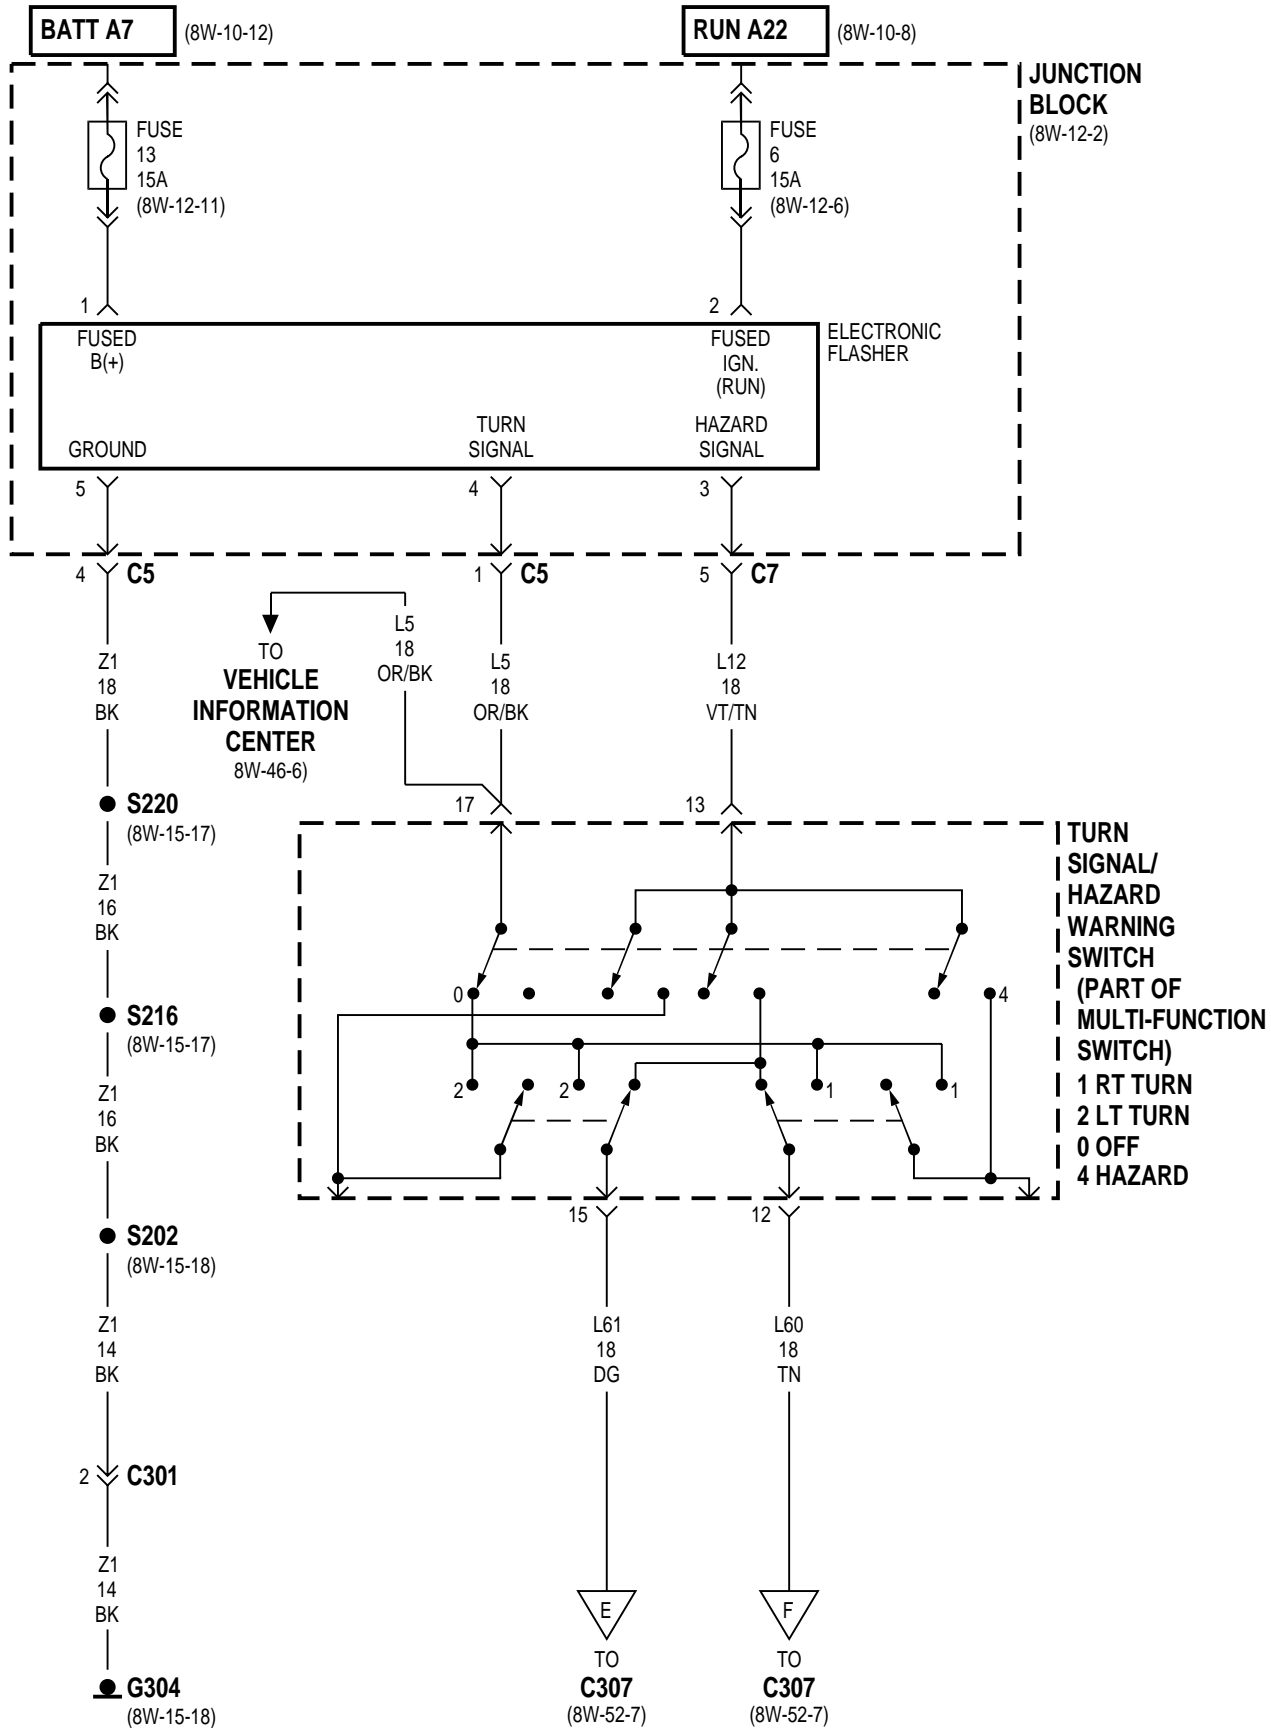 BATT A7 (8W-10-12)
RUN A22 (8W-10-8)
JUNCTION
BLOCK
(8W-12-2)
FUSE
13
15A
(8W-12-11)
FUSE
6
15A
(8W-12-6)
1
2
FUSED
B(+)
FUSED
IGN.
(RUN)
ELECTRONIC
FLASHER
GROUND
TURN
SIGNAL
HAZARD
SIGNAL
5
4
3
4 C5
1 C5
5 C7
Z1
18
BK
TO
VEHICLE
INFORMATION
CENTER
8W-46-6)
L5
18
OR/BK
L5
18
OR/BK
L12
18
VT/TN
S220
(8W-15-17)
17
13
TURN
SIGNAL/
HAZARD
WARNING
SWITCH
(PART OF
MULTI-FUNCTION
SWITCH)
1 RT TURN
2 LT TURN
0 OFF
4 HAZARD
Z1
16
BK
0
4
S216
(8W-15-17)
2
2
1
1
Z1
16
BK
15
12
S202
(8W-15-18)
Z1
14
BK
L61
18
DG
L60
18
TN
2 C301
Z1
14
BK
E
F
TO
C307
(8W-52-7)
TO
C307
(8W-52-7)
G304
(8W-15-18)